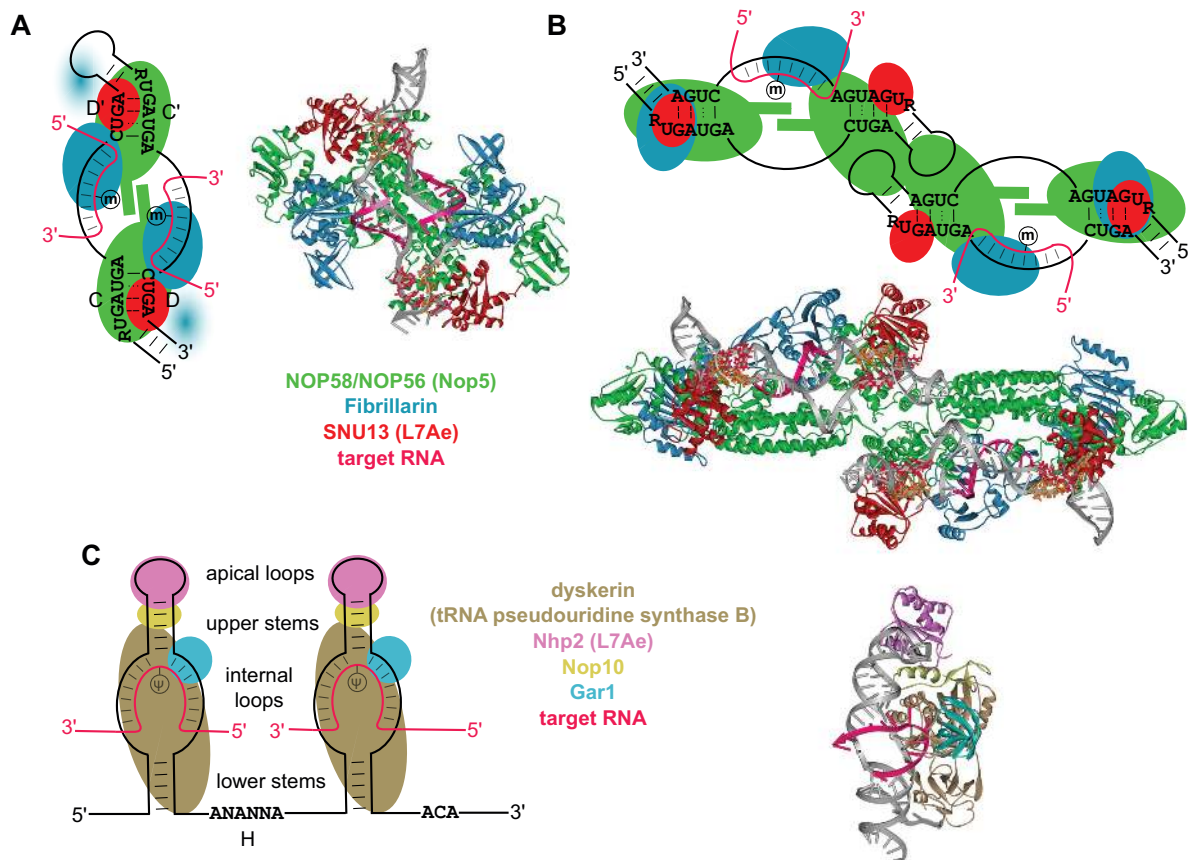 A
RUGAUGA
D'
CUGA
C'
5'
3'
m
m
3'
5'
C
RUGAUGA
CUGA
D
3'
5'
NOP58/NOP56 (Nop5)
Fibrillarin
SNU13 (L7Ae)
target RNA
B
5'
3'
5'
3'
m
AGUC
RUGAUGA
AGUAGUR
CUGA
AGUC
RUGAUGA
AGUAGUR
CUGA
m
3'
5'
5'
3'
C
apical loops
upper stems
internal
loops
lower stems
ψ
ψ
3'
5'
3'
5'
5'
ANANNA
ACA
3'
H
dyskerin
(tRNA pseudouridine synthase B)
Nhp2 (L7Ae)
Nop10
Gar1
target RNA